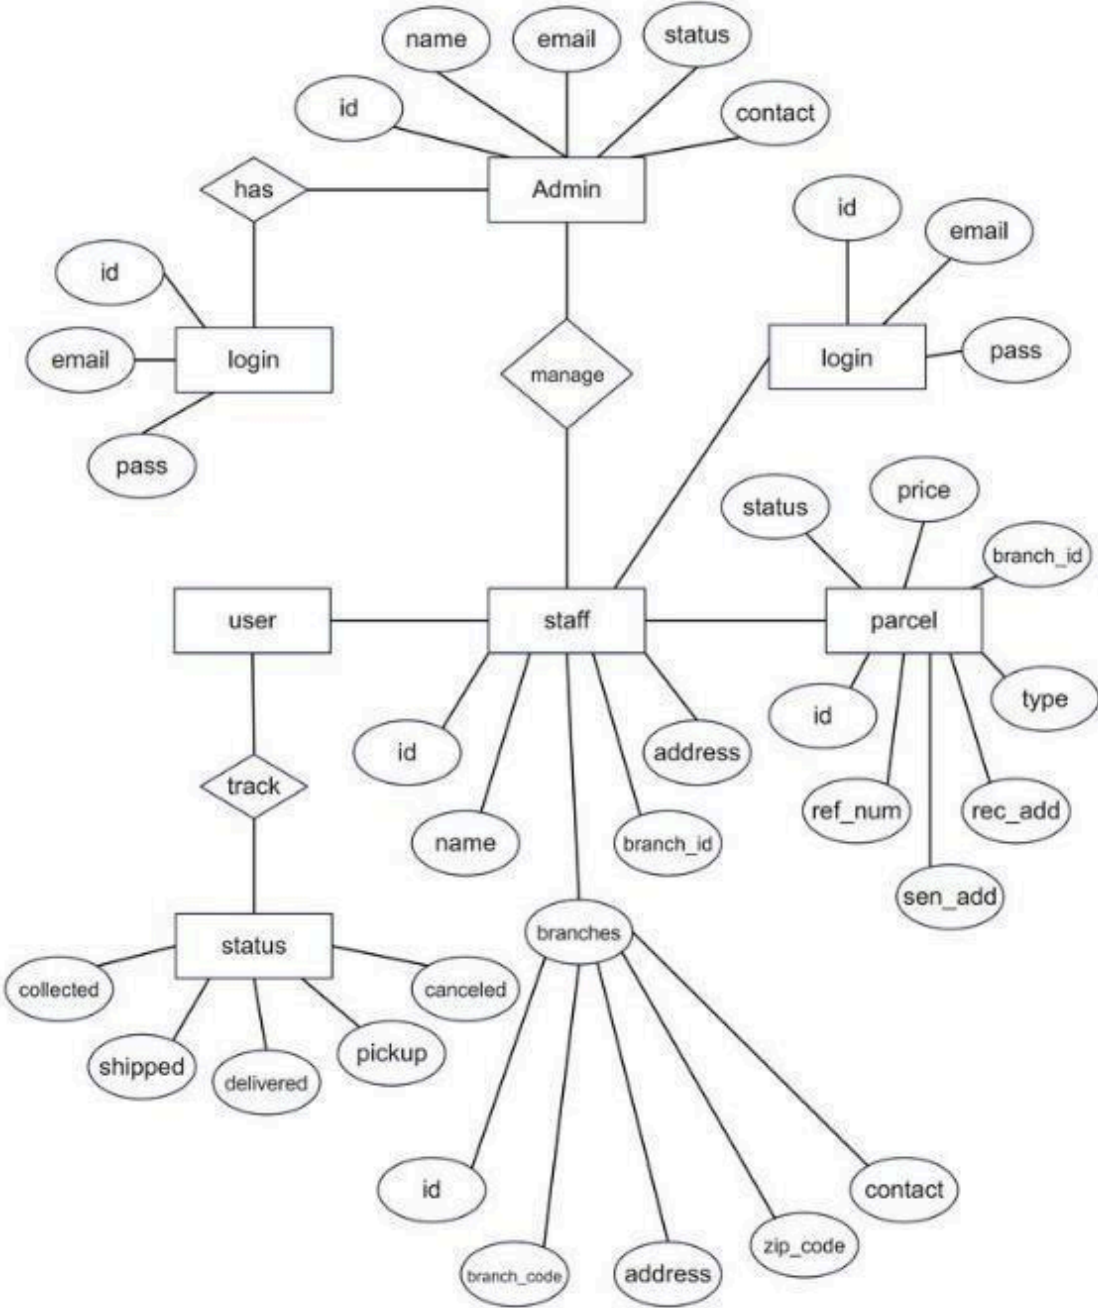 name
email
status
id
contact
has
Admin
id
email
id
email
login
pass
manage
login
pass
status
price
branch_id
user
staff
parcel
id
address
id
type
track
name
branch_id
ref_num
rec_add
sen_add
status
branches
collected
canceled
shipped
delivered
pickup
id
contact
branch_code
address
zip_code